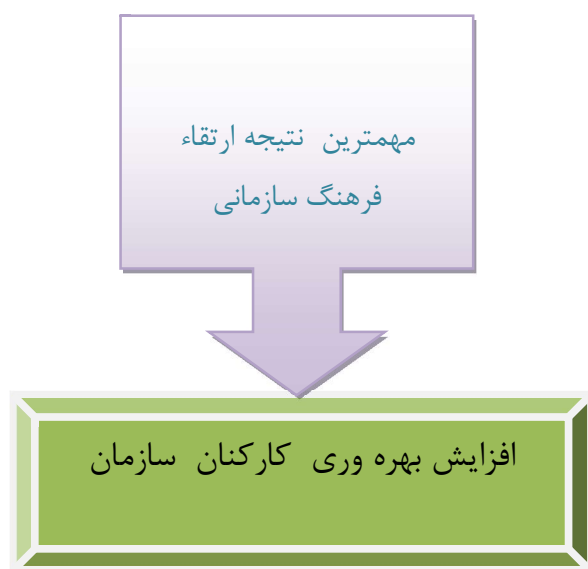 مهمترین نتیجه ارتقاء
فرهنگ سازمانی
افزایش بهره وری کارکنان سازمان